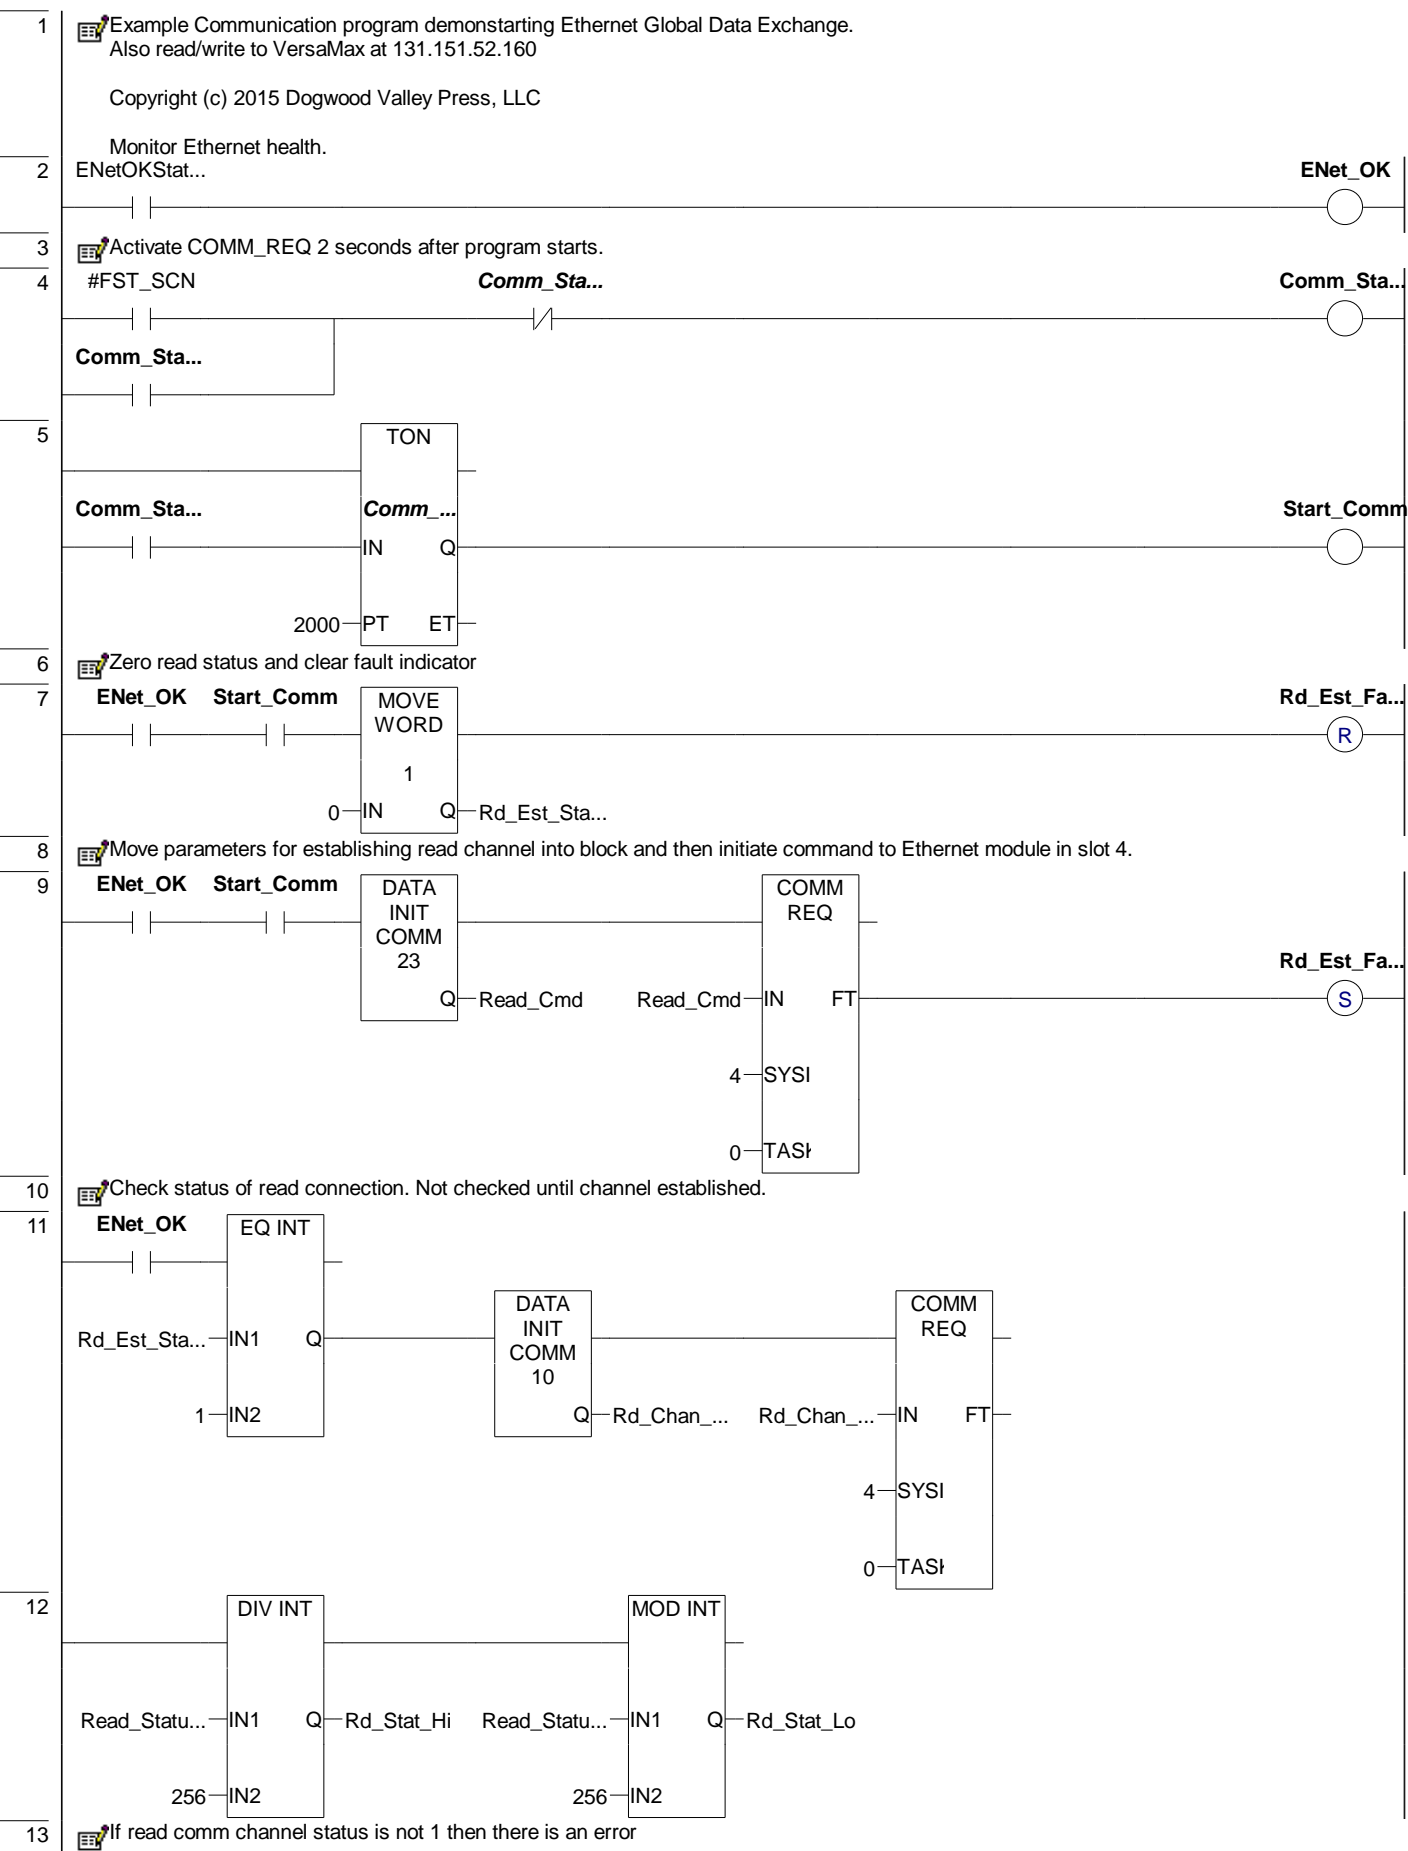 1 Example Communication program demonstarting Ethernet Global Data Exchange.
Also read/write to VersaMax at 131.151.52.160
Copyright (c) 2015 Dogwood Valley Press, LLC
Monitor Ethernet health.
2 ENetOKStat... ENet_OK
3 Activate COMM_REQ 2 seconds after program starts.
4 #FST_SCN Comm_Sta... Comm_Sta...
Comm_Sta...
5 TON
Comm_Sta... Comm_... Start_Comm
IN Q
2000 PT ET
6 Zero read status and clear fault indicator
7 ENet_OK Start_Comm MOVE Rd_Est_Fa...
WORD
R
1
0 IN Q Rd_Est_Sta...
8 Move parameters for establishing read channel into block and then initiate command to Ethernet module in slot 4.
9 ENet_OK Start_Comm DATA COMM
INIT REQ
COMM
23 Rd_Est_Fa...
Q Read_Cmd Read_Cmd IN FT S
4 SYSI
0 TASK
10 Check status of read connection. Not checked until channel established.
11 ENet_OK EQ INT
DATA COMM
INIT REQ
Rd_Est_Sta... IN1 Q
COMM
10
1 IN2 Q Rd_Chan_... Rd_Chan_... IN FT
4 SYSI
0 TASK
12 DIV INT MOD INT
Read_Statu... IN1 Q Rd_Stat_Hi Read_Statu... IN1 Q Rd_Stat_Lo
256 IN2 256 IN2
13 If read comm channel status is not 1 then there is an error